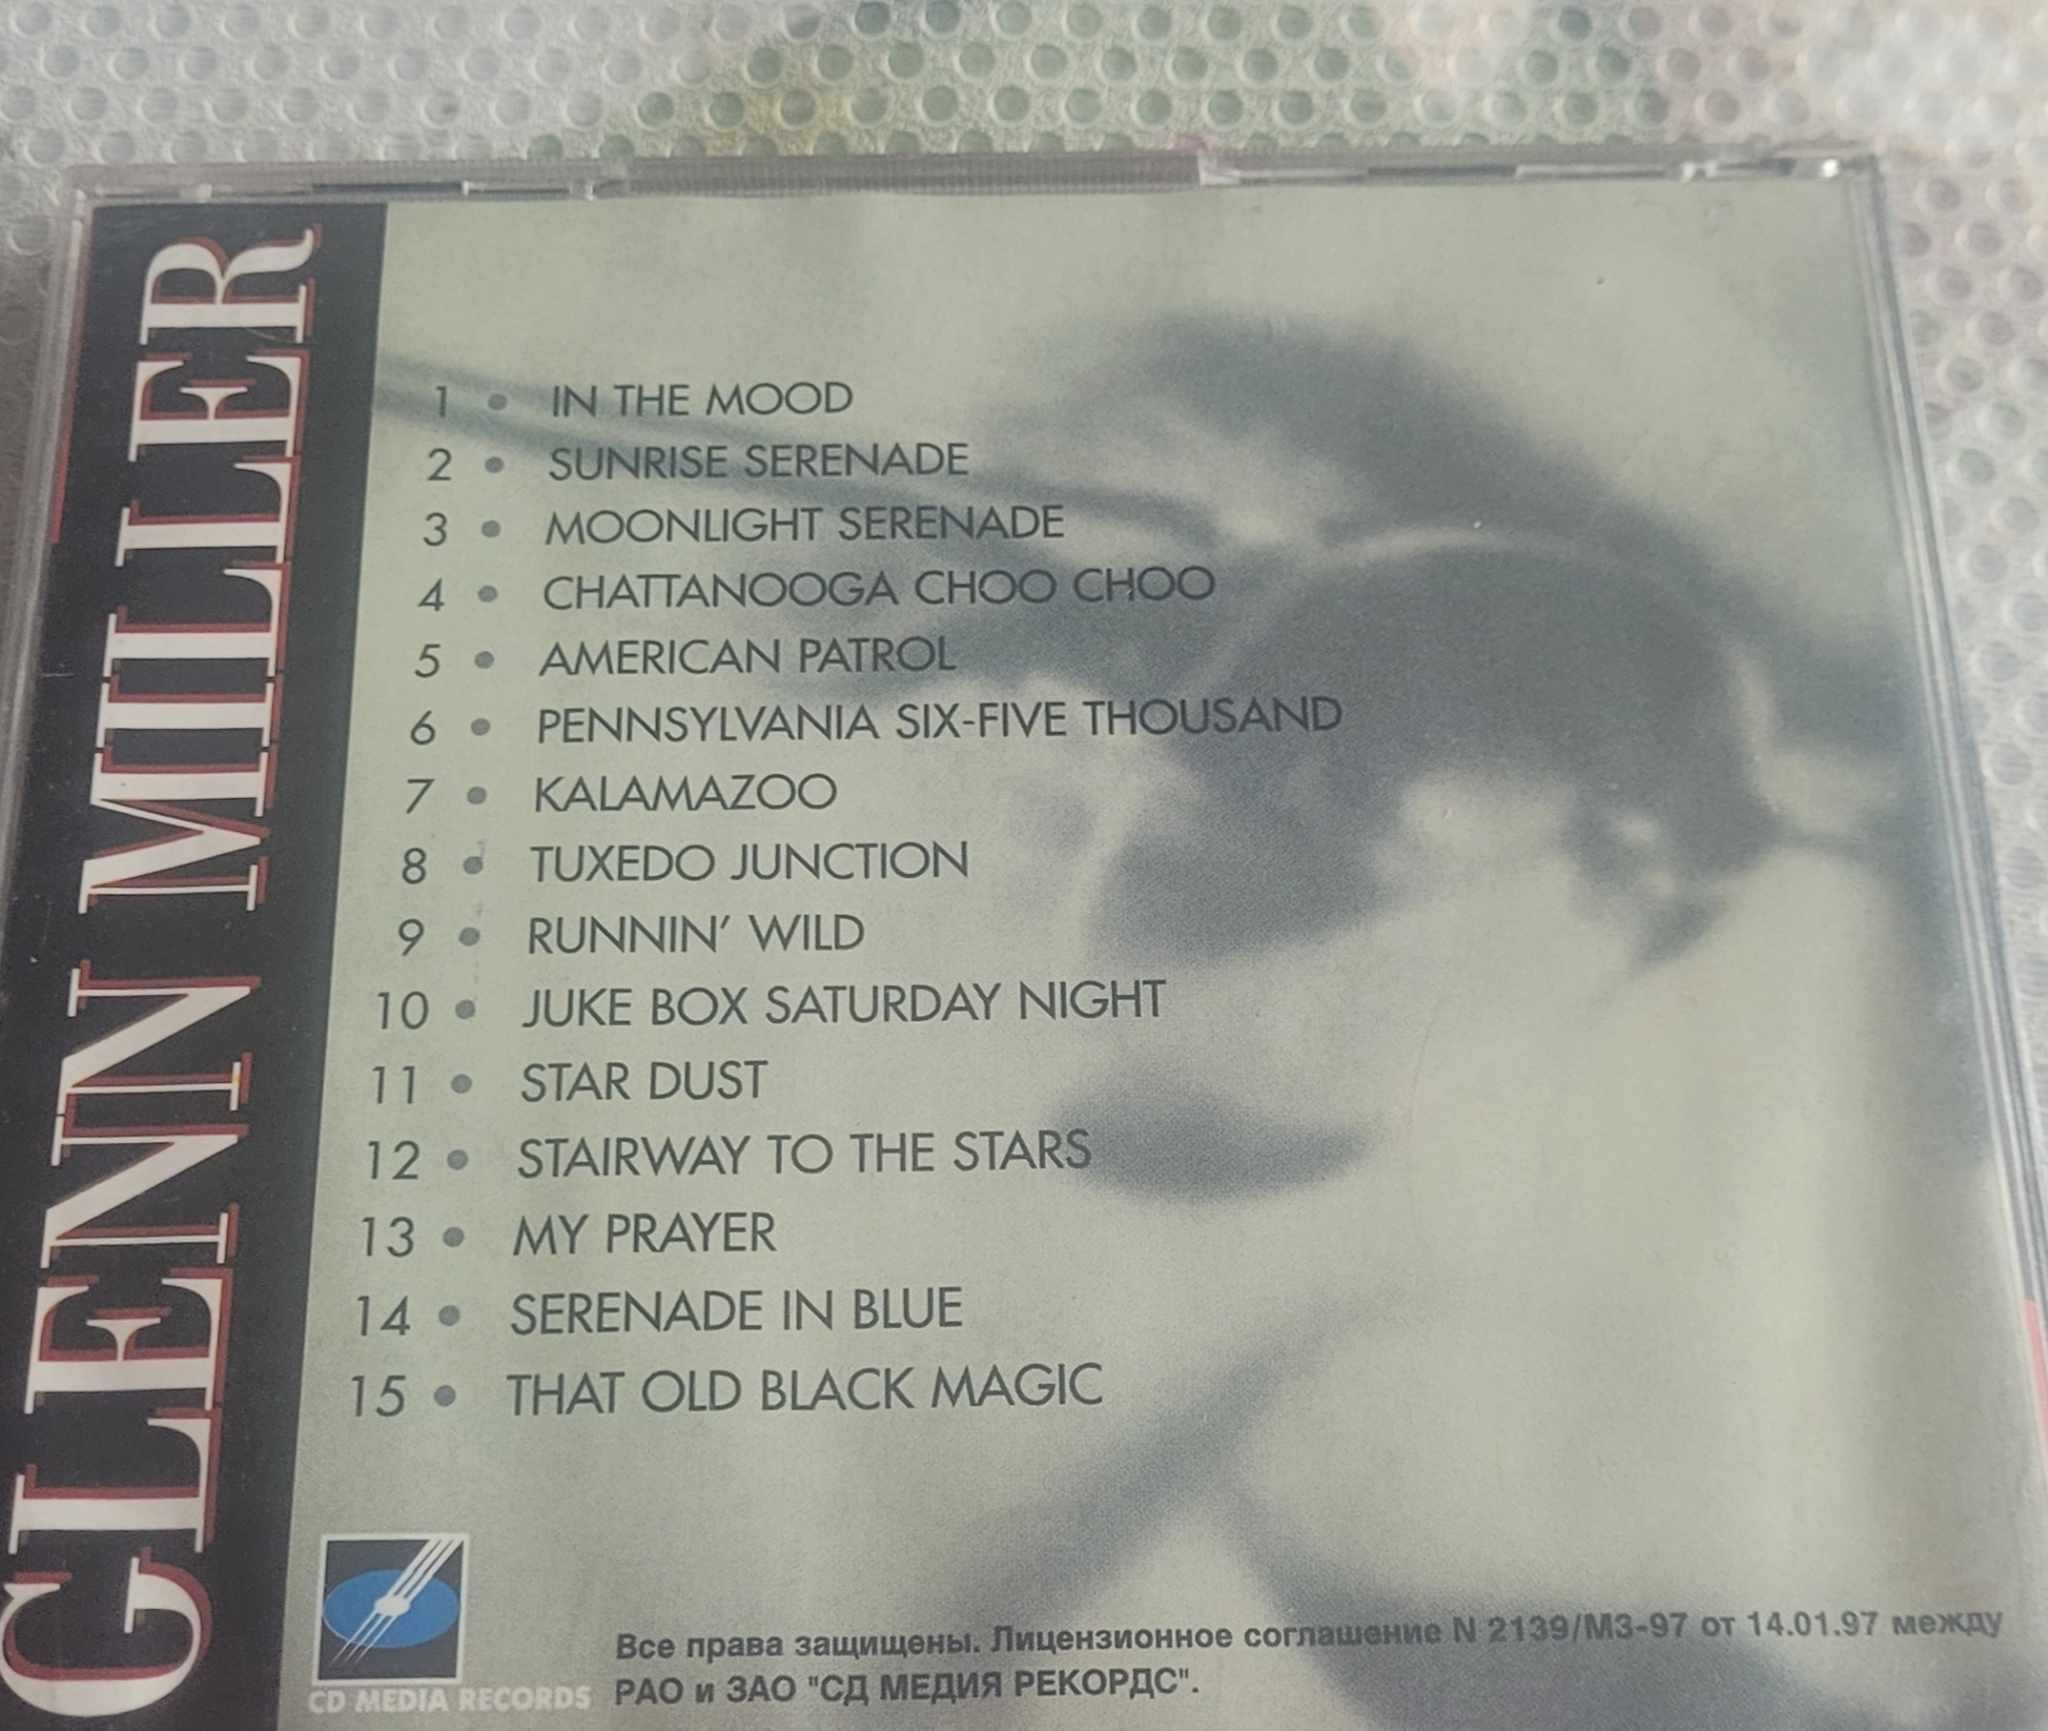 GLENN MILLER
1 • IN THE MOOD
2 • SUNRISE SERENADE
3 • MOONLIGHT SERENADE
4 • CHATTANOOGA CHOO CHOO
5 • AMERICAN PATROL
6 • PENNSYLVANIA SIX-FIVE THOUSAND
7 • KALAMAZOO
8 • TUXEDO JUNCTION
9 • RUNNIN' WILD
10 • JUKE BOX SATURDAY NIGHT
11 • STAR DUST
12 • STAIRWAY TO THE STARS
13 • MY PRAYER
14 • SERENADE IN BLUE
15 • THAT OLD BLACK MAGIC
CD MEDIA RECORDS
Все права защищены. Лицензионное соглашение N 2139/МЗ-97 от 14.01.97 между
РАО и ЗАО "СД МЕДИЯ РЕКОРДС".